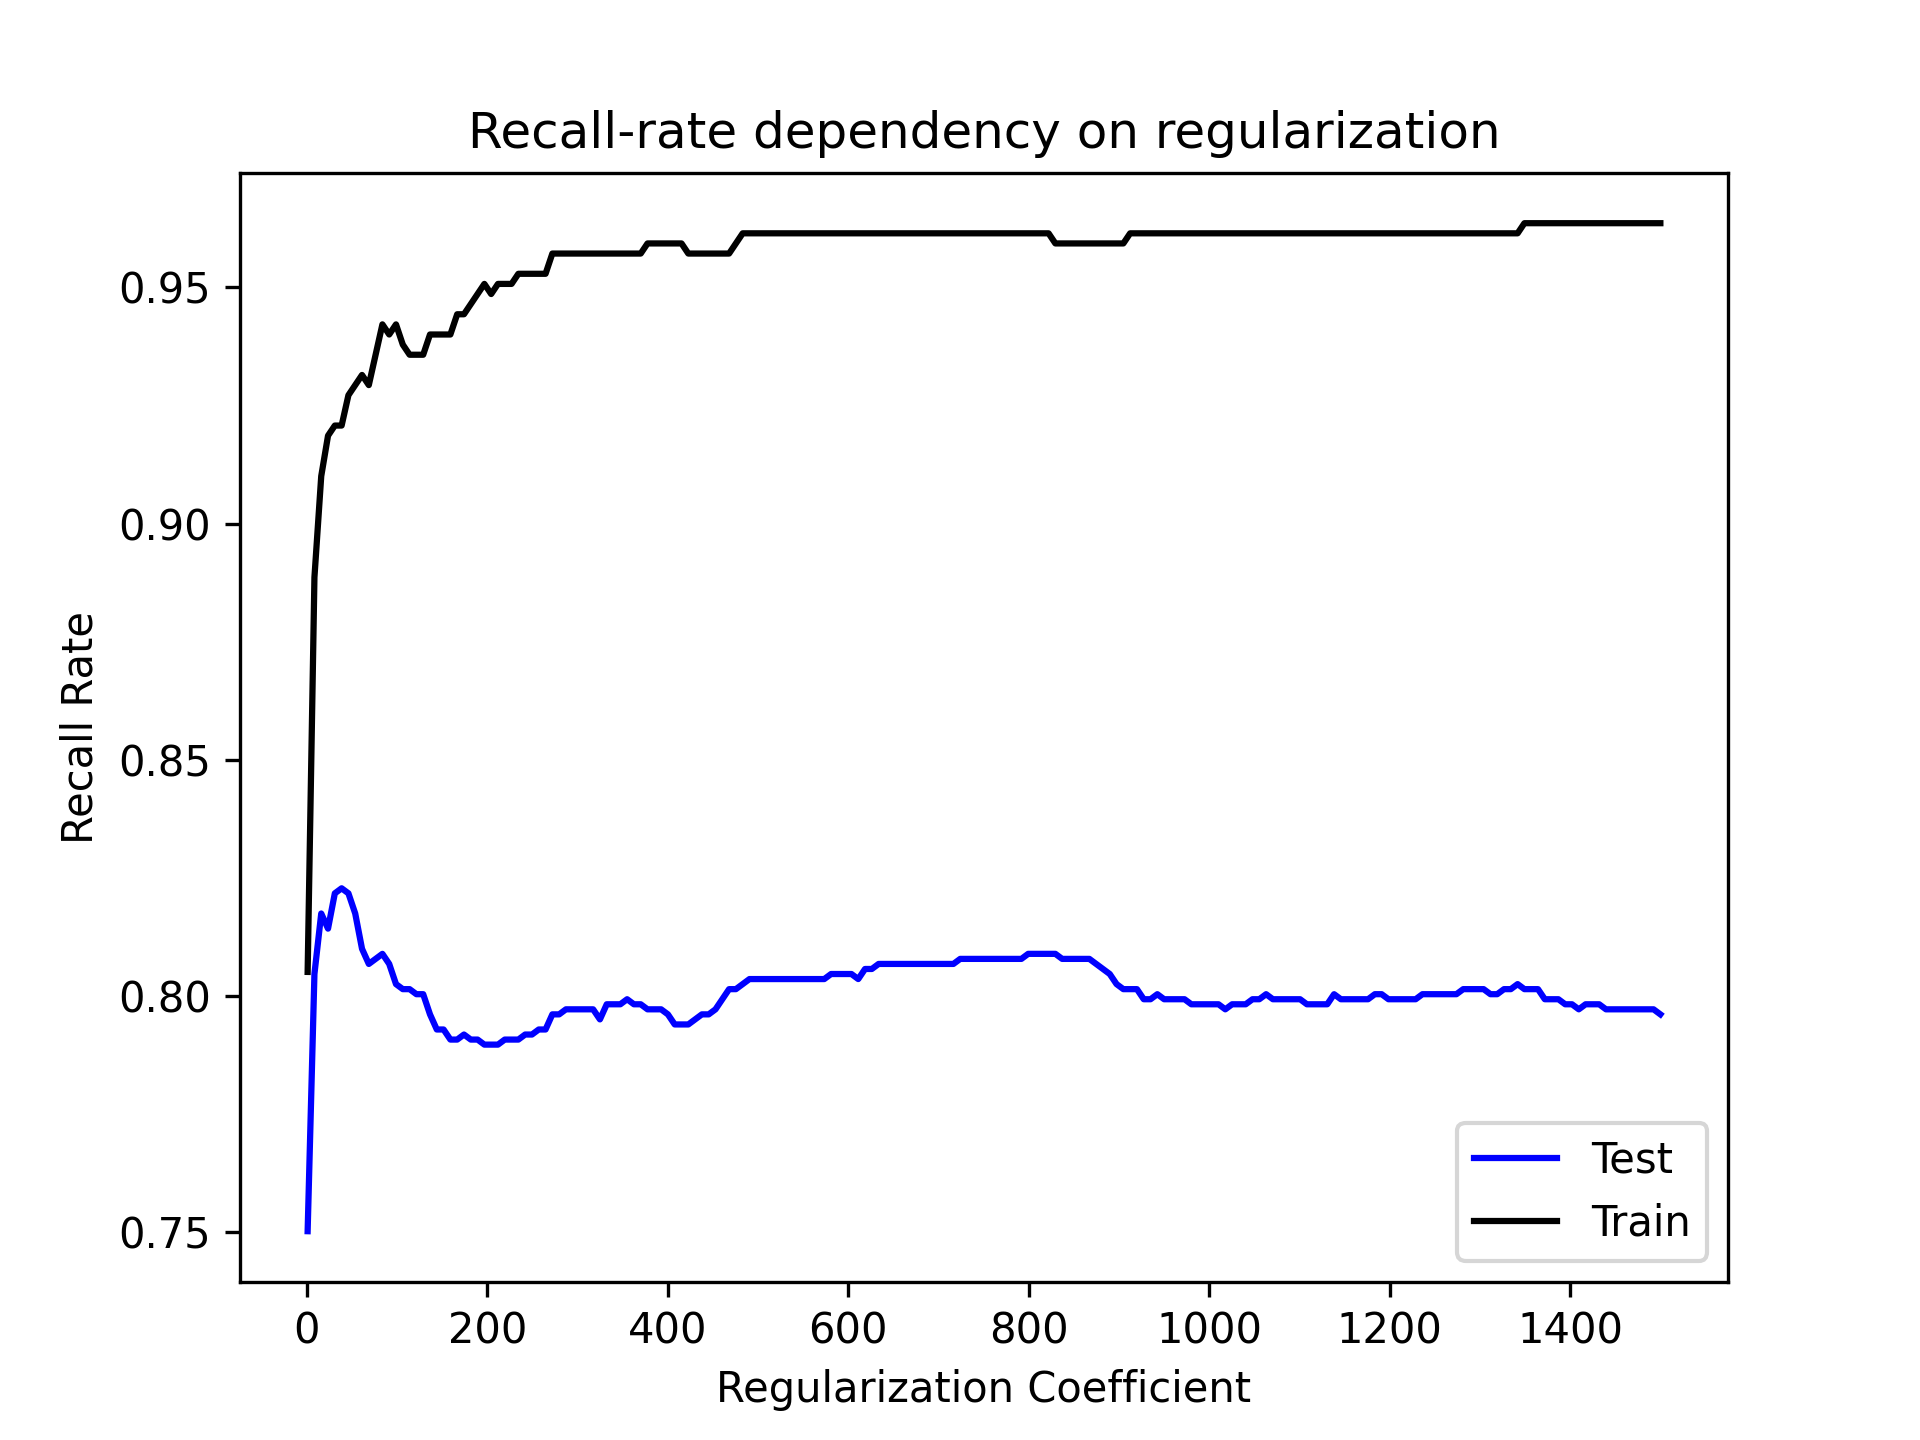 Recall-rate dependency on regularization
Recall Rate
0.95
0.90
0.85
0.80
0.75
0 200 400 600 800 1000 1200 1400
Regularization Coefficient
Test
Train